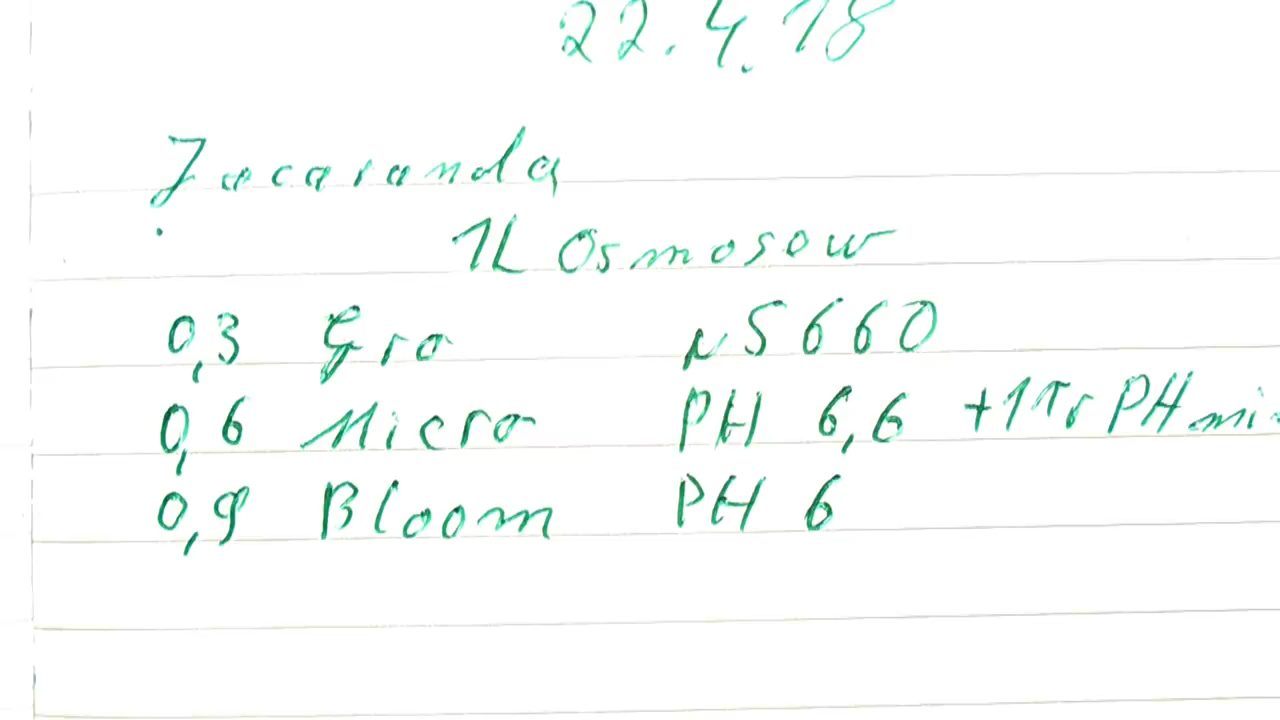 22.4.18
Jacaranda
1L Osmosow
0,3 Gro µS 660
0,6 Micro PH 6,6 +1Tr PH mi
0,9 Bloom PH 6